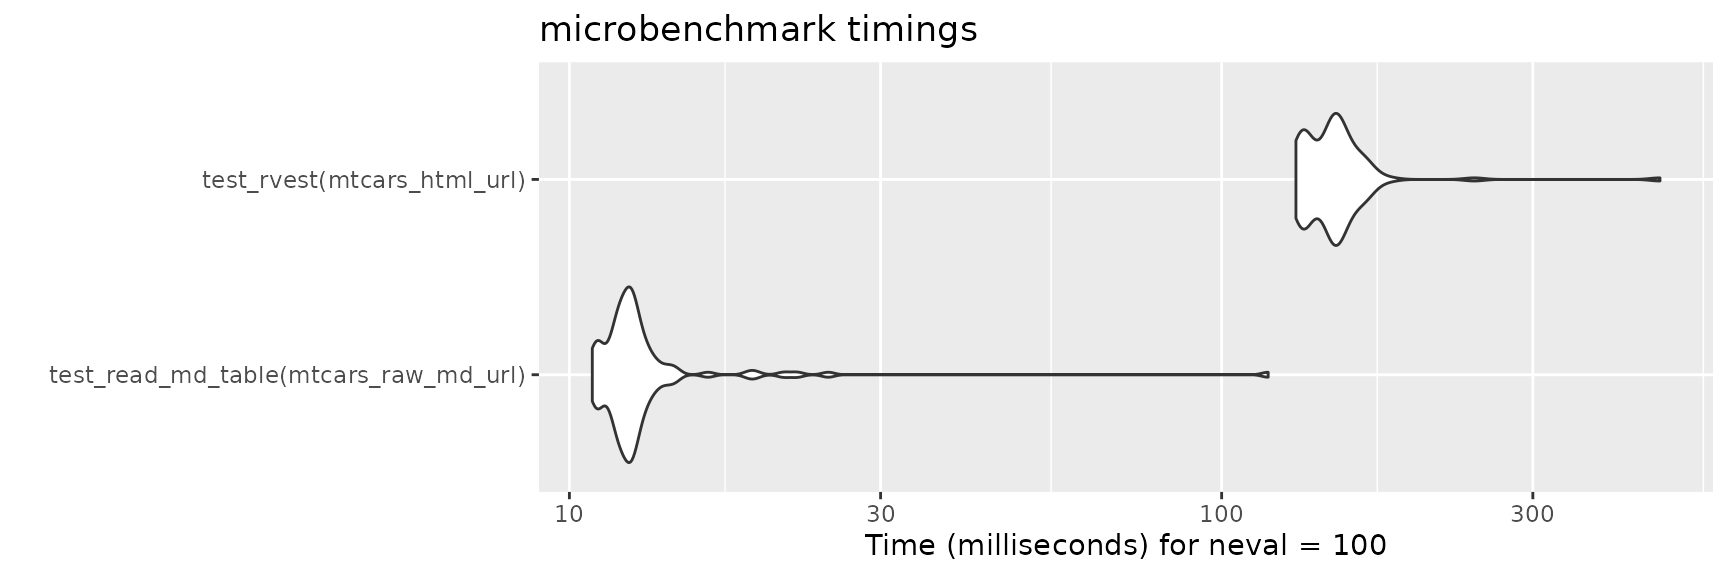 microbenchmark timings
test_rvest(mtcars_html_url)
test_read_md_table(mtcars_raw_md_url)
10 30 100 300
Time (milliseconds) for neval = 100